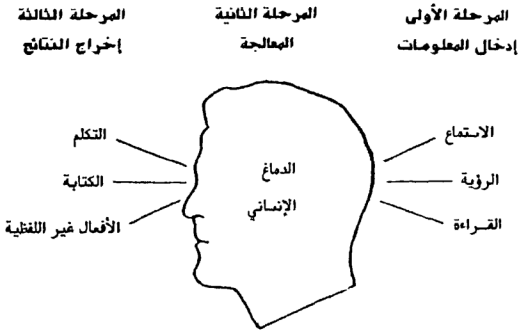 المرحلة الأولى
إدخال المعلومات
المرحلة الثانية
المعالجة
المرحلة الثالثة
إخراج النتائج
الاستماع
الرؤية
القراءة
الدماغ
الإنساني
التكلم
الكتابة
الأفعال غير اللفظية